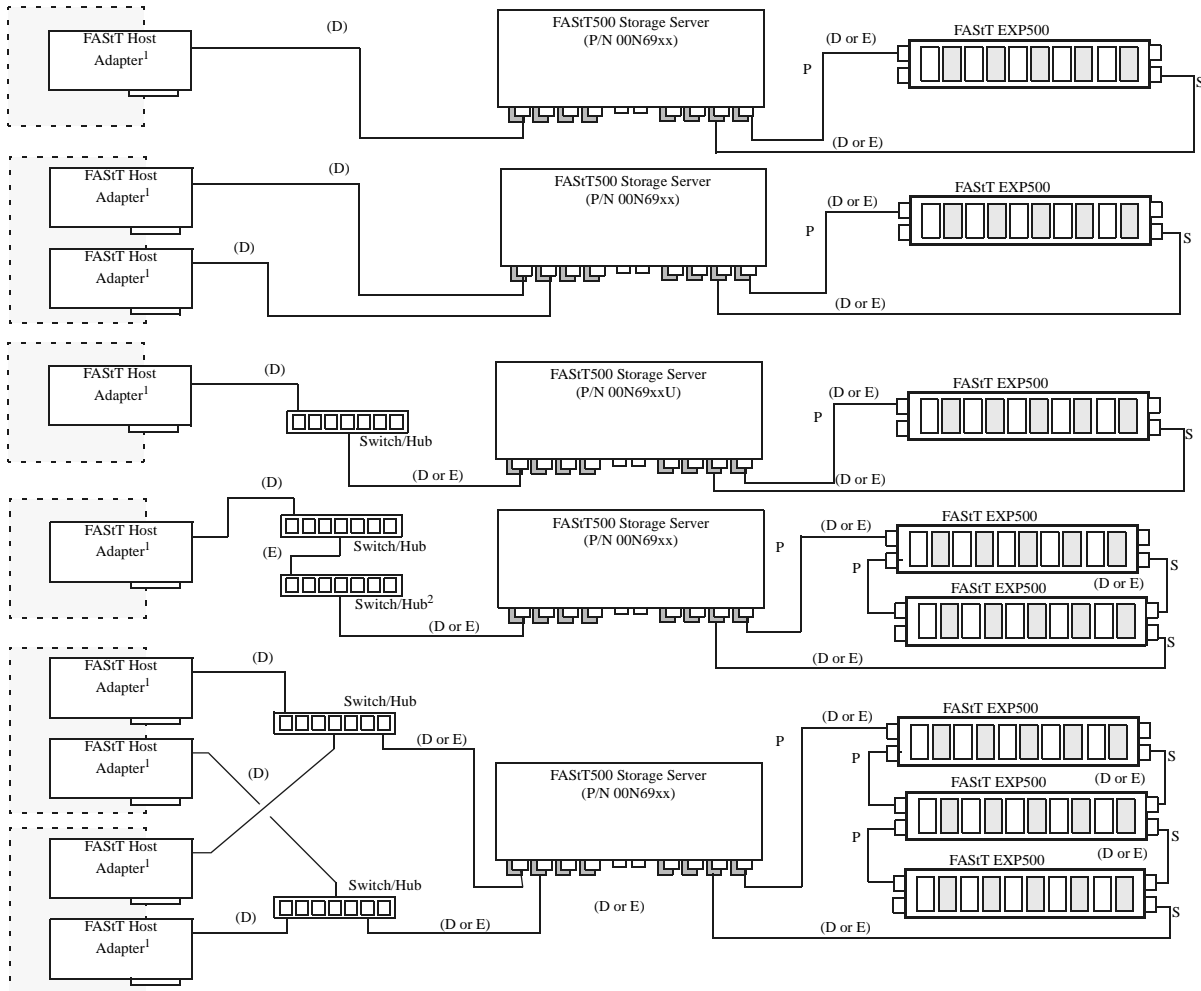 (D)
FAStT Host
Adapter1
FAStT500 Storage Server
(P/N 00N69xx)
(D or E)
P
FAStT EXP500
S
(D or E)
FAStT Host
Adapter1
(D)
FAStT500 Storage Server
(P/N 00N69xx)
(D or E)
P
FAStT EXP500
S
FAStT Host
Adapter1
(D)
(D or E)
FAStT Host
Adapter1
(D)
Switch/Hub
(D or E)
FAStT500 Storage Server
(P/N 00N69xxU)
(D or E)
P
FAStT EXP500
S
(D or E)
FAStT Host
Adapter1
(D)
Switch/Hub
(E)
Switch/Hub2
(D or E)
FAStT500 Storage Server
(P/N 00N69xx)
P
(D or E)
FAStT EXP500
S
P
(D or E)
FAStT EXP500
S
(D or E)
FAStT Host
Adapter1
(D)
Switch/Hub
(D or E)
FAStT Host
Adapter1
(D)
FAStT Host
Adapter1
FAStT Host
Adapter1
(D)
Switch/Hub
(D or E)
FAStT500 Storage Server
(P/N 00N69xx)
(D or E)
P
(D or E)
FAStT EXP500
S
P
(D or E)
FAStT EXP500
S
P
(D or E)
FAStT EXP500
S
(D or E)